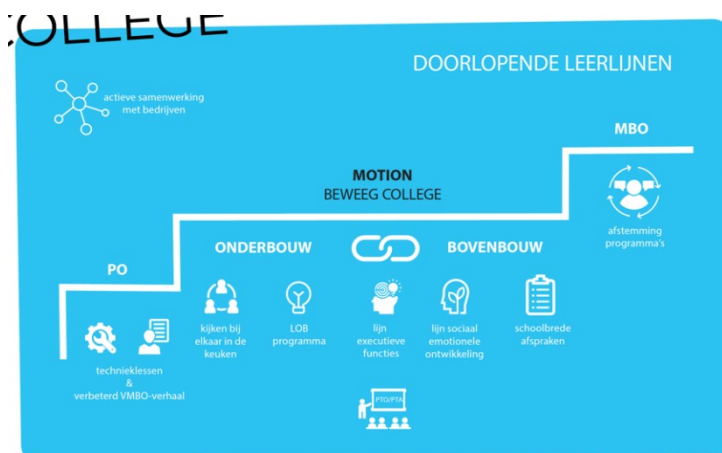 COLLEGE
DOORLOPENDE LEERLIJNEN
actieve samenwerking
met bedrijven
MBO
MOTION
BEWEEG COLLEGE
afstemming
programma's
ONDERBOUW
BOVENBOUW
PO
kijken bij
elkaar in de
keuken
LOB
programma
lijn
executieve
functies
lijn sociaal
emotionele
ontwikkeling
schoolbrede
afspraken
technieklessen
&
verbeterd VMBO-verhaal
PTO/PTA